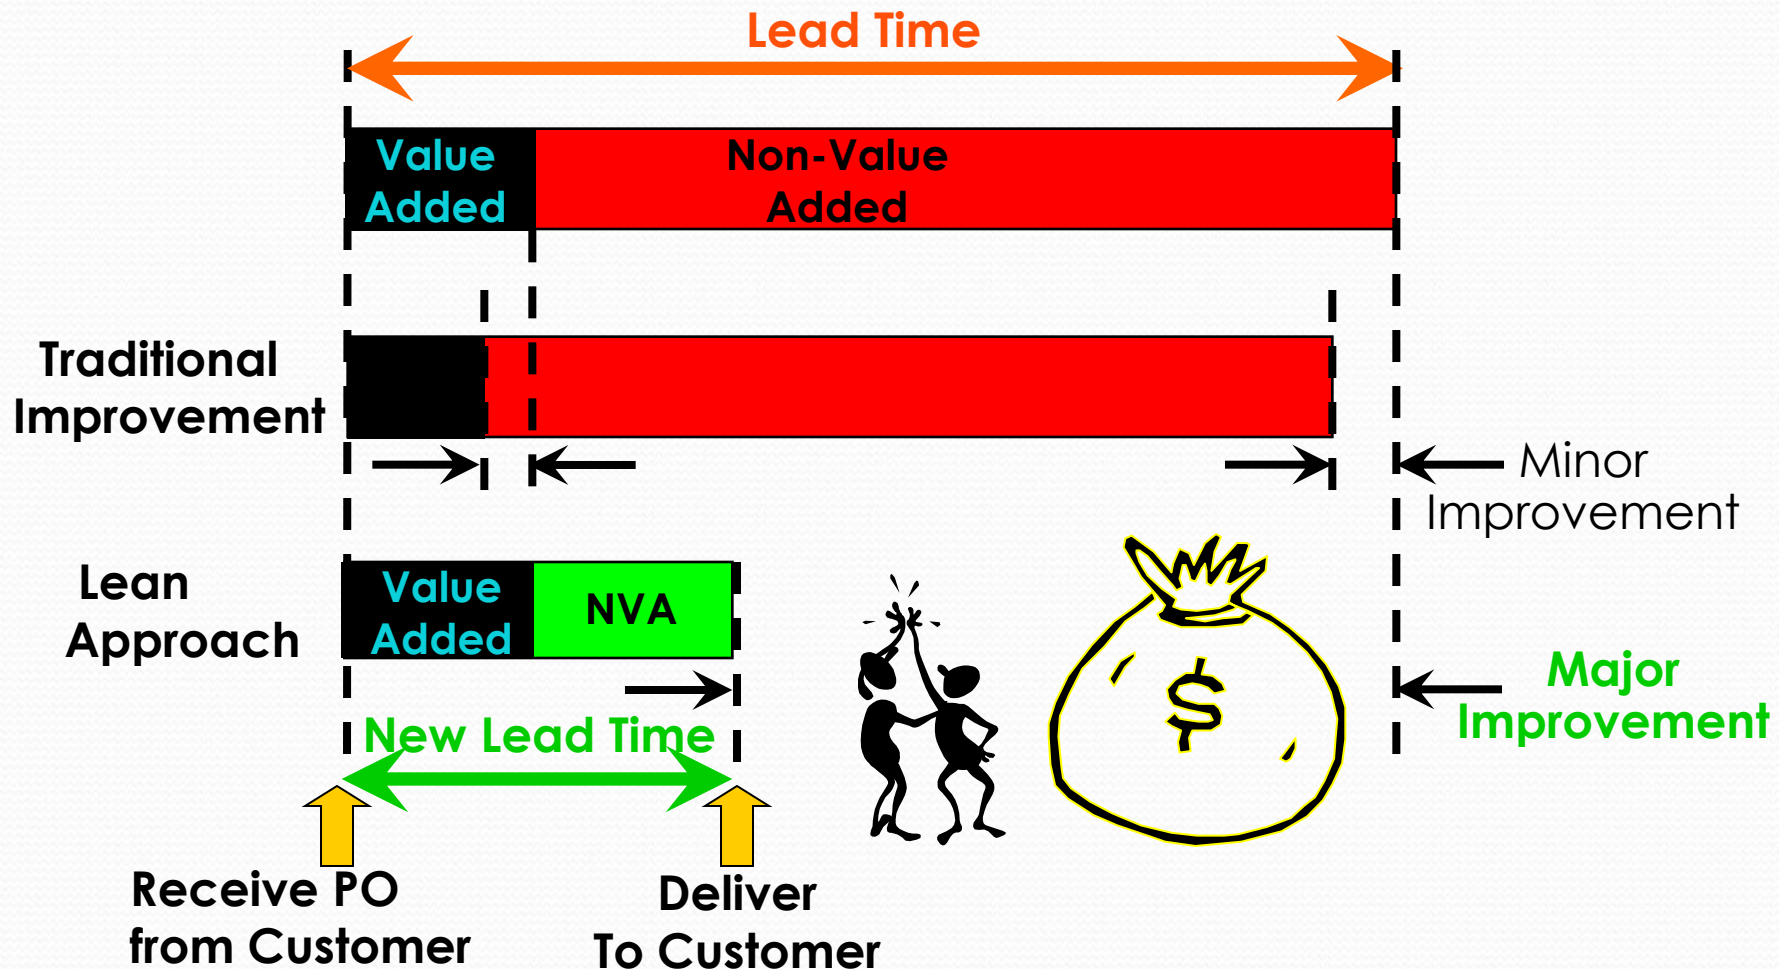 Lead Time
Value
Added
Non-Value
Added
Traditional
Improvement
Minor
Improvement
Lean
Approach
Value
Added
NVA
$
Major
Improvement
New Lead Time
Receive PO
from Customer
Deliver
To Customer